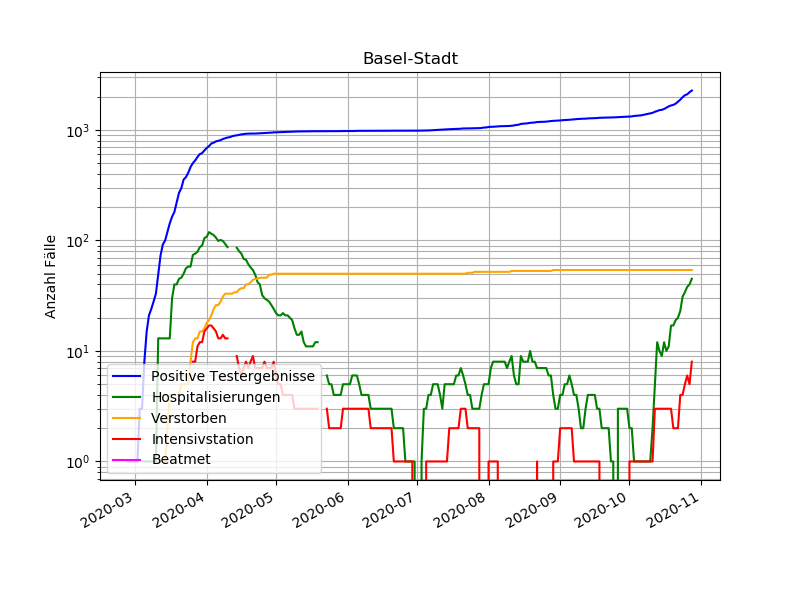 Basel-Stadt
Anzahl Fälle
10³
10²
10¹
10⁰
Positive Testergebnisse
Hospitalisierungen
Verstorben
Intensivstation
Beatmet
2020-03
2020-04
2020-05
2020-06
2020-07
2020-08
2020-09
2020-10
2020-11